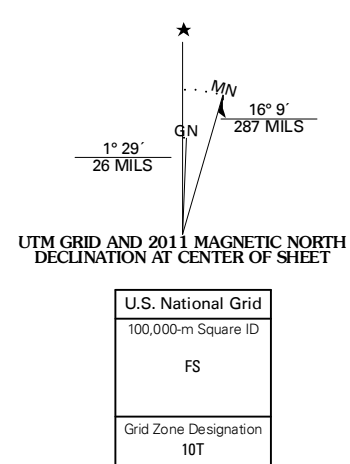 ★
MN
GN
16° 9´
287 MILS
1° 29´
26 MILS
UTM GRID AND 2011 MAGNETIC NORTH
DECLINATION AT CENTER OF SHEET
U.S. National Grid
100,000-m Square ID
FS
Grid Zone Designation
10T